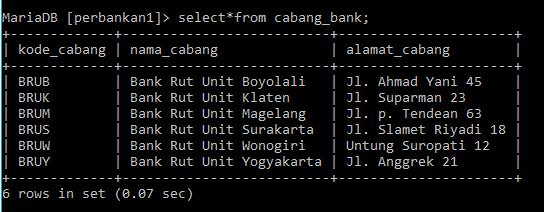 MariaDB [perbankan1]> select*from cabang_bank;
+-------------+--------------------------+-----------------------+
| kode_cabang | nama_cabang              | alamat_cabang         |
+-------------+--------------------------+-----------------------+
| BRUB        | Bank Rut Unit Boyolali   | Jl. Ahmad Yani 45     |
| BRUK        | Bank Rut Unit Klaten     | Jl. Suparman 23       |
| BRUM        | Bank Rut Unit Magelang   | Jl. p. Tendean 63     |
| BRUS        | Bank Rut Unit Surakarta  | Jl. Slamet Riyadi 18  |
| BRUW        | Bank Rut Unit Wonogiri   | Untung Suropati 12    |
| BRUY        | Bank Rut Unit Yogyakarta | Jl. Anggrek 21        |
+-------------+--------------------------+-----------------------+
6 rows in set (0.07 sec)